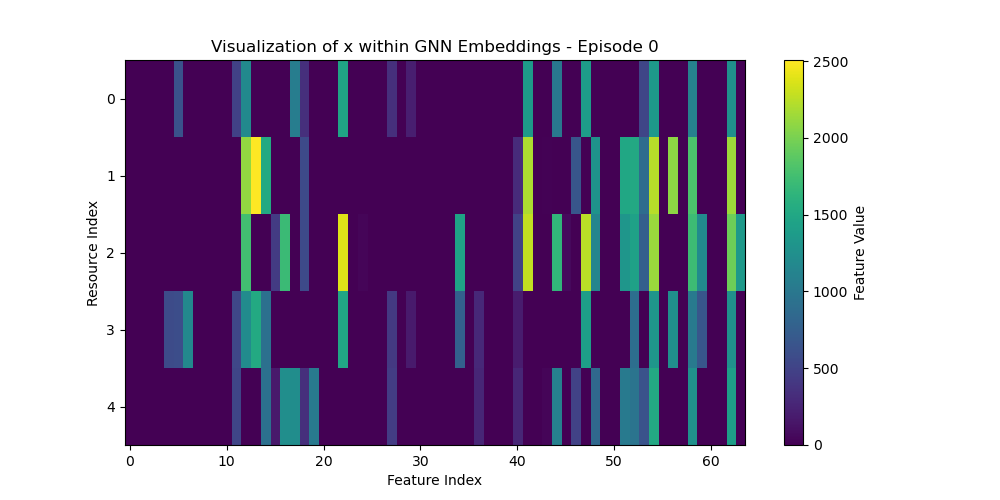 Visualization of x within GNN Embeddings - Episode 0
Resource Index
0
1
2
3
4
0 10 20 30 40 50 60
Feature Index
2500
2000
1500
1000
500
0
Feature Value